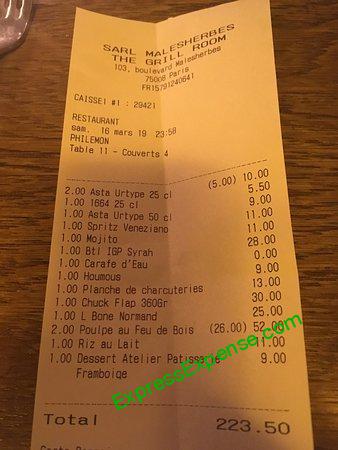 SARL MALESHERBES
THE GRILL ROOM
103, boulevard Malesherbes
75008 Paris
FR15791240641
CAISSE1 #1 : 29421
RESTAURANT
sam. 16 mars 19 23:58
PHILEMON
Table 11 - Couverts 4
2.00 Asta Urtype 25 cl (5.00) 10.00
1.00 1664 25 cl 5.50
1.00 Asta Urtype 50 cl 9.00
1.00 Spritz Veneziano 11.00
1.00 Mojito 11.00
1.00 Btl IGP Syrah 28.00
1.00 Carafe d'Eau 0.00
1.00 Houmous 9.00
1.00 Planche de charcuteries 13.00
1.00 Chuck Flap 360Gr 30.00
1.00 L Bone Normand 25.00
2.00 Poulpe au Feu de Bois (26.00) 52.00
1.00 Riz au Lait 11.00
1.00 Dessert Atelier Patisserie 9.00
Framboige
ExpressExpense.com
Total 223.50